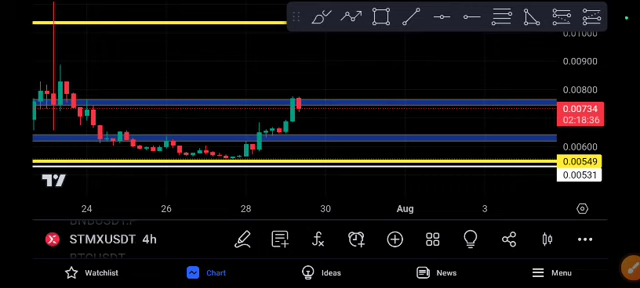 0.01000
0.00900
0.00800
0.00734
02:18:36
0.00600
0.00549
0.00531
24
26
28
30
Aug
3
STMXUSDT 4h
Watchlist
Chart
Ideas
News
Menu